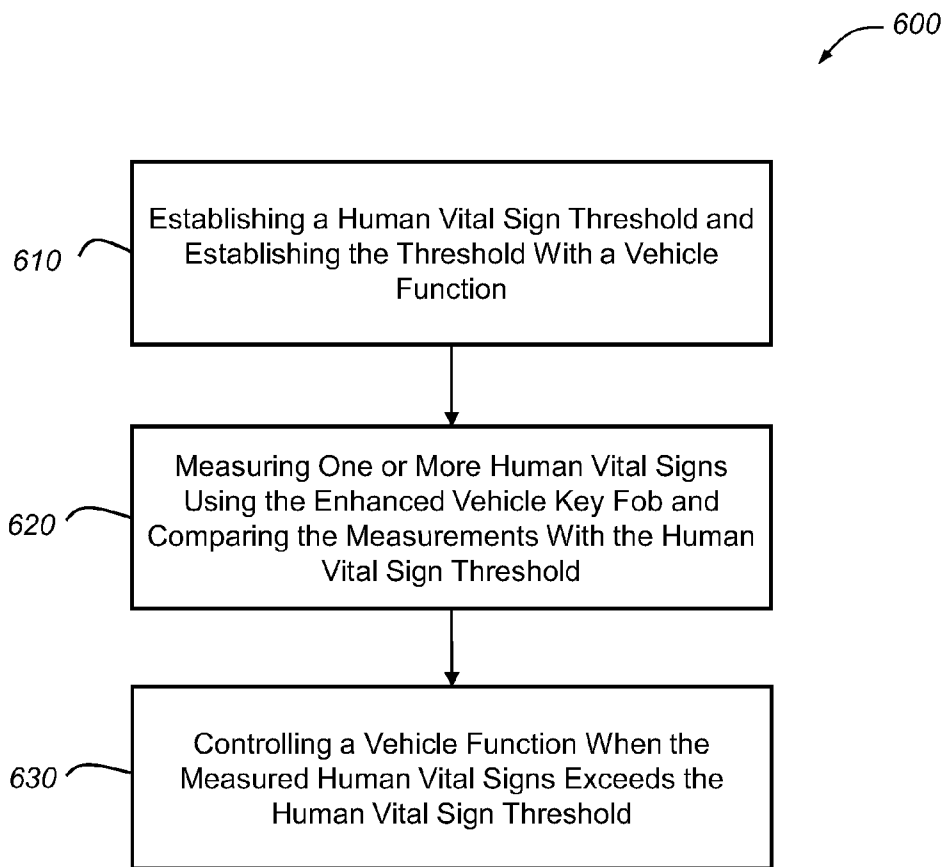 600
610
Establishing a Human Vital Sign Threshold and
Establishing the Threshold With a Vehicle
Function
620
Measuring One or More Human Vital Signs
Using the Enhanced Vehicle Key Fob and
Comparing the Measurements With the Human
Vital Sign Threshold
630
Controlling a Vehicle Function When the
Measured Human Vital Signs Exceeds the
Human Vital Sign Threshold